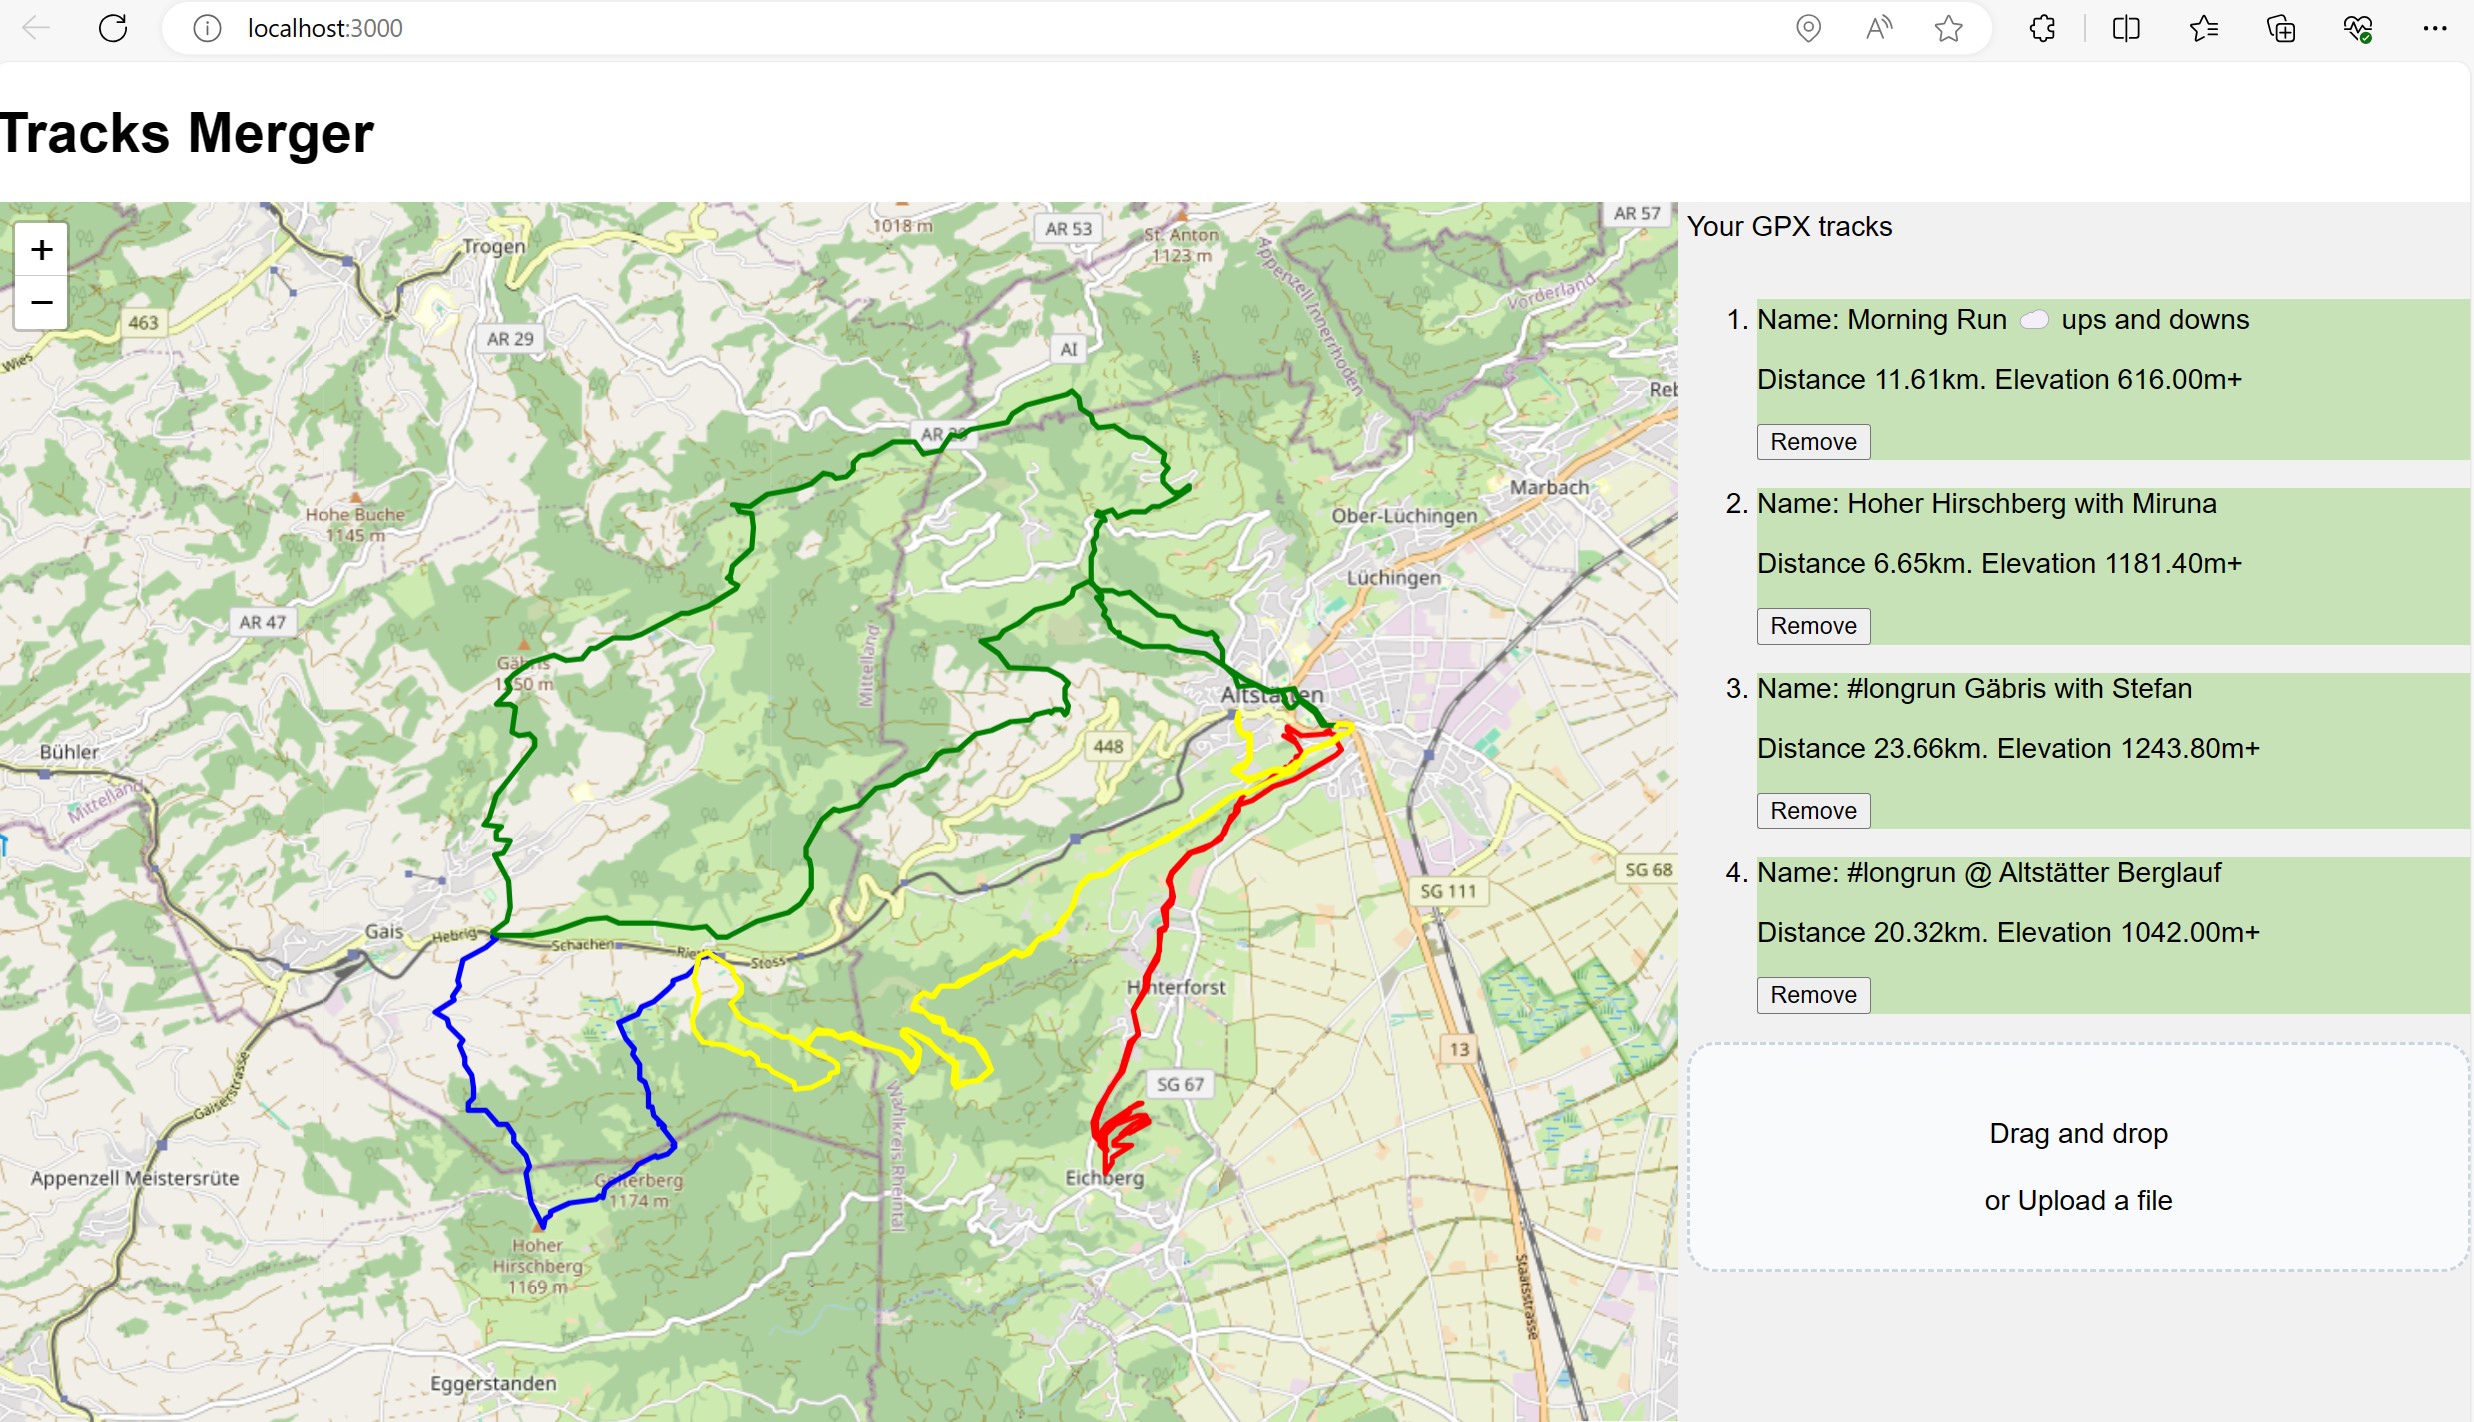 localhost:3000
Tracks Merger
+
−
Trogen
1018 m
AR 53
St. Anton
1123 m
AR 57
Appenzell Innerrhoden
Vorderland
463
Wies
AR 29
AI
Reb
AR
Marbach
Ober-Lüchingen
Hohe Buche
1145 m
Lüchingen
AR 47
Mittelland
Altstätten
448
Bühler
Mittelland
SG 68
SG 111
Gais
Hebrig
Schachen
Stoss
Hinterforst
13
SG 67
Gaiserstrasse
Wahlkreis Rheintal
Appenzell Meistersrüte
1174 m
Eichberg
Hoher
Hirschberg
1169 m
Staatsstrasse
Eggerstanden
Your GPX tracks
1. Name: Morning Run ☁️ ups and downs
Distance 11.61km. Elevation 616.00m+
Remove
2. Name: Hoher Hirschberg with Miruna
Distance 6.65km. Elevation 1181.40m+
Remove
3. Name: #longrun Gäbris with Stefan
Distance 23.66km. Elevation 1243.80m+
Remove
4. Name: #longrun @ Altstätter Berglauf
Distance 20.32km. Elevation 1042.00m+
Remove
Drag and drop
or Upload a file